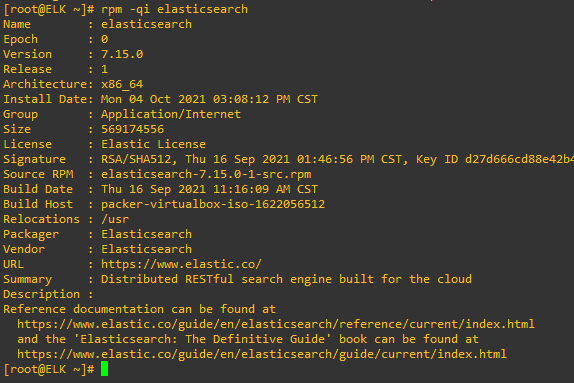 [root@ELK ~]# rpm -qi elasticsearch
Name        : elasticsearch
Epoch       : 0
Version     : 7.15.0
Release     : 1
Architecture: x86_64
Install Date: Mon 04 Oct 2021 03:08:12 PM CST
Group       : Application/Internet
Size        : 569174556
License     : Elastic License
Signature   : RSA/SHA512, Thu 16 Sep 2021 01:46:56 PM CST, Key ID d27d666cd88e42b4
Source RPM  : elasticsearch-7.15.0-1-src.rpm
Build Date  : Thu 16 Sep 2021 11:16:09 AM CST
Build Host  : packer-virtualbox-iso-1622056512
Relocations : /usr
Packager    : Elasticsearch
Vendor      : Elasticsearch
URL         : https://www.elastic.co/
Summary     : Distributed RESTful search engine built for the cloud
Description :
Reference documentation can be found at
  https://www.elastic.co/guide/en/elasticsearch/reference/current/index.html
  and the 'Elasticsearch: The Definitive Guide' book can be found at
  https://www.elastic.co/guide/en/elasticsearch/guide/current/index.html
[root@ELK ~]#